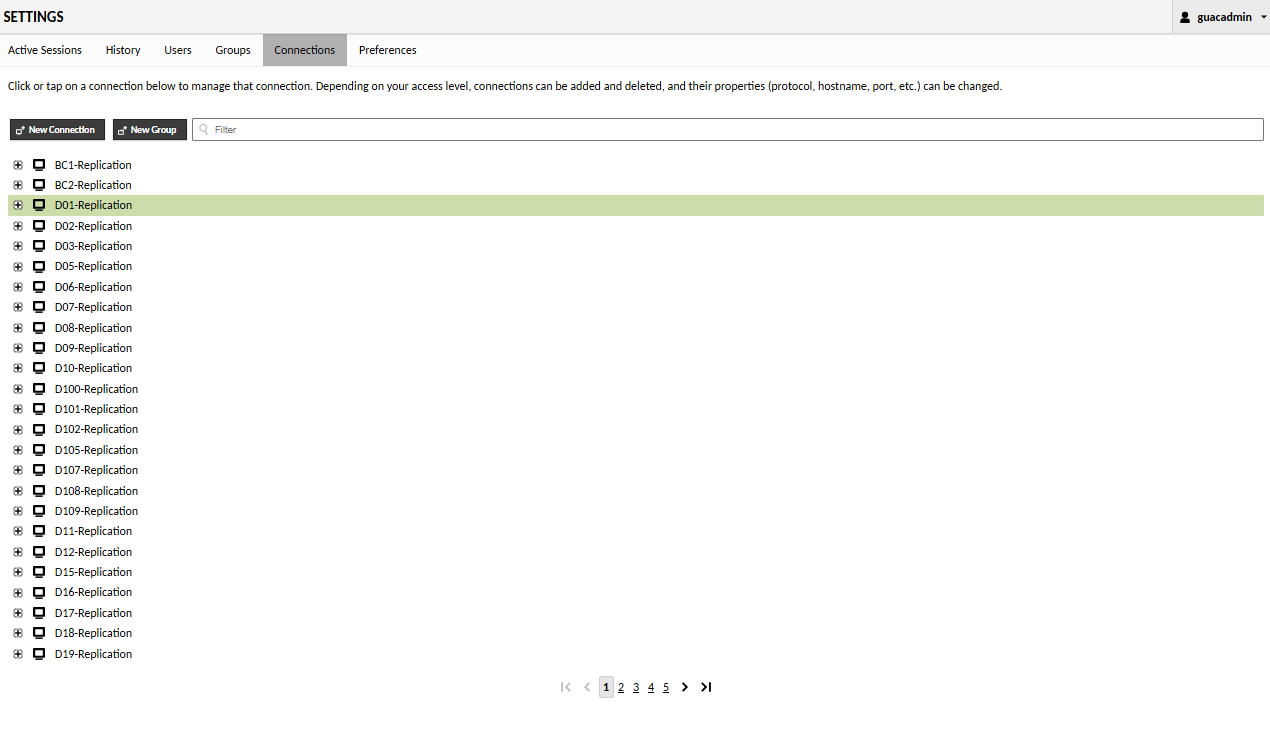 SETTINGS
guacadmin
Active Sessions History Users Groups Connections Preferences
Click or tap on a connection below to manage that connection. Depending on your access level, connections can be added and deleted, and their properties (protocol, hostname, port, etc.) can be changed.
New Connection New Group Filter
BC1-Replication
BC2-Replication
D01-Replication
D02-Replication
D03-Replication
D05-Replication
D06-Replication
D07-Replication
D08-Replication
D09-Replication
D10-Replication
D100-Replication
D101-Replication
D102-Replication
D105-Replication
D107-Replication
D108-Replication
D109-Replication
D11-Replication
D12-Replication
D15-Replication
D16-Replication
D17-Replication
D18-Replication
D19-Replication
1 2 3 4 5